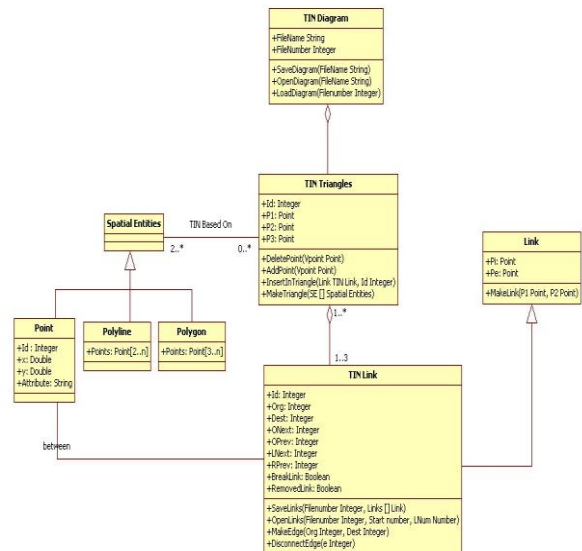 TIN Diagram
+FileName String
+FileNumber Integer
+SaveDiagram(FileName String)
+OpenDiagram(FileName String)
+LoadDiagram(Filenumber Integer)
TIN Triangles
+Id: Integer
+P1: Point
+P2: Point
+P3: Point
+DeletePoint(Vpoint Point)
+AddPoint(Vpoint Point)
+InsertInTriangle(Link TIN Link, Id Integer)
+MakeTriangle(SE [] Spatial Entities)
Spatial Entities
TIN Based On
2..*
0..*
Link
+Pi: Point
+Pe: Point
+MakeLink(P1 Point, P2 Point)
1..*
1..3
Point
+Id : Integer
+x: Double
+y: Double
+Attribute: String
Polyline
+Points: Point[2..n]
Polygon
+Points: Point[3..n]
between
TIN Link
+Id: Integer
+Org: Integer
+Dest: Integer
+ONext: Integer
+OPrev: Integer
+LNext: Integer
+RPrev: Integer
+BreakLink: Boolean
+RemovedLink: Boolean
+SaveLinks(Filenumber Integer, Links [] Link)
+OpenLinks(Filenumber Integer, Start number, LNum Number)
+MakeEdge(Org Integer, Dest Integer)
+DisconnectEdge(e Integer)